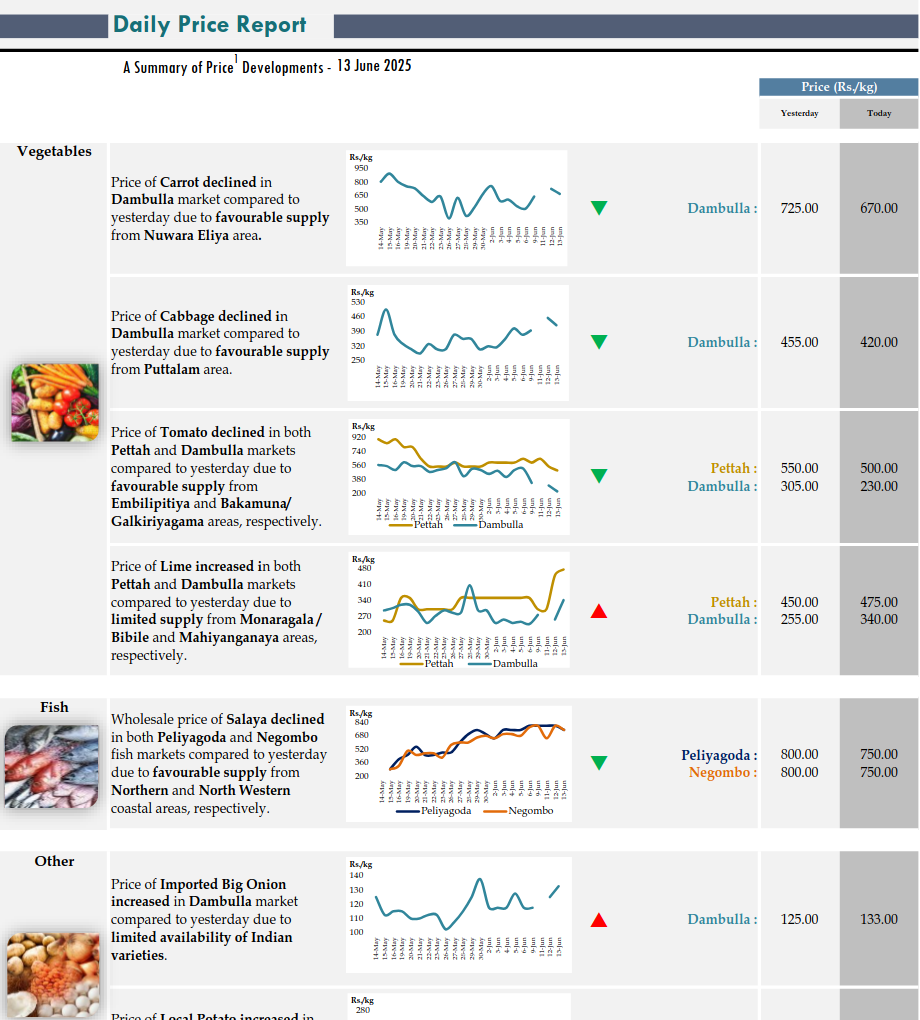 Daily Price Report
A Summary of Price1 Developments - 13 June 2025
Price (Rs./kg)
Yesterday Today
Vegetables
Price of Carrot declined in
Dambulla market compared to
yesterday due to favourable supply
from Nuwara Eliya area.
Rs./kg
950
800
650
500
350
14-May 15-May 16-May 19-May 20-May 21-May 22-May 23-May 26-May 27-May 28-May 29-May 30-May 2-Jun 3-Jun 4-Jun 5-Jun 6-Jun 9-Jun 11-Jun 12-Jun 13-Jun
Dambulla : 725.00 670.00
Price of Cabbage declined in
Dambulla market compared to
yesterday due to favourable supply
from Puttalam area.
Rs./kg
530
460
390
320
250
14-May 15-May 16-May 19-May 20-May 21-May 22-May 23-May 26-May 27-May 28-May 29-May 30-May 2-Jun 3-Jun 4-Jun 5-Jun 6-Jun 9-Jun 11-Jun 12-Jun 13-Jun
Dambulla : 455.00 420.00
Price of Tomato declined in both
Pettah and Dambulla markets
compared to yesterday due to
favourable supply from
Embilipitiya and Bakamuna/
Galkiriyagama areas, respectively.
Rs./kg
920
740
560
380
200
14-May 15-May 16-May 19-May 20-May 21-May 22-May 23-May 26-May 27-May 28-May 29-May 30-May 2-Jun 3-Jun 4-Jun 5-Jun 6-Jun 9-Jun 11-Jun 12-Jun 13-Jun
Pettah Dambulla
Pettah : 550.00 500.00
Dambulla : 305.00 230.00
Price of Lime increased in both
Pettah and Dambulla markets
compared to yesterday due to
limited supply from Monaragala /
Bibile and Mahiyanganaya areas,
respectively.
Rs./kg
480
410
340
270
200
14-May 15-May 16-May 19-May 20-May 21-May 22-May 23-May 26-May 27-May 28-May 29-May 30-May 2-Jun 3-Jun 4-Jun 5-Jun 6-Jun 9-Jun 11-Jun 12-Jun 13-Jun
Pettah Dambulla
Pettah : 450.00 475.00
Dambulla : 255.00 340.00
Fish
Wholesale price of Salaya declined
in both Peliyagoda and Negombo
fish markets compared to yesterday
due to favourable supply from
Northern and North Western
coastal areas, respectively.
Rs./kg
840
680
520
360
200
14-May 15-May 16-May 19-May 20-May 21-May 22-May 23-May 26-May 27-May 28-May 29-May 30-May 2-Jun 3-Jun 4-Jun 5-Jun 6-Jun 9-Jun 11-Jun 12-Jun 13-Jun
Peliyagoda Negombo
Peliyagoda : 800.00 750.00
Negombo : 800.00 750.00
Other
Price of Imported Big Onion
increased in Dambulla market
compared to yesterday due to
limited availability of Indian
varieties.
Rs./kg
140
130
120
110
100
14-May 15-May 16-May 19-May 20-May 21-May 22-May 23-May 26-May 27-May 28-May 29-May 30-May 2-Jun 3-Jun 4-Jun 5-Jun 6-Jun 9-Jun 11-Jun 12-Jun 13-Jun
Dambulla : 125.00 133.00
Price of Local Potato increased in
Rs./kg
280